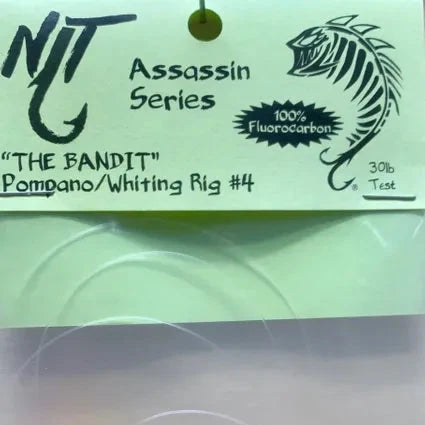 NIT
Assassin
Series
100%
Fluorocarbon
"THE BANDIT"
Pompano/Whiting Rig #4
30lb
Test
®